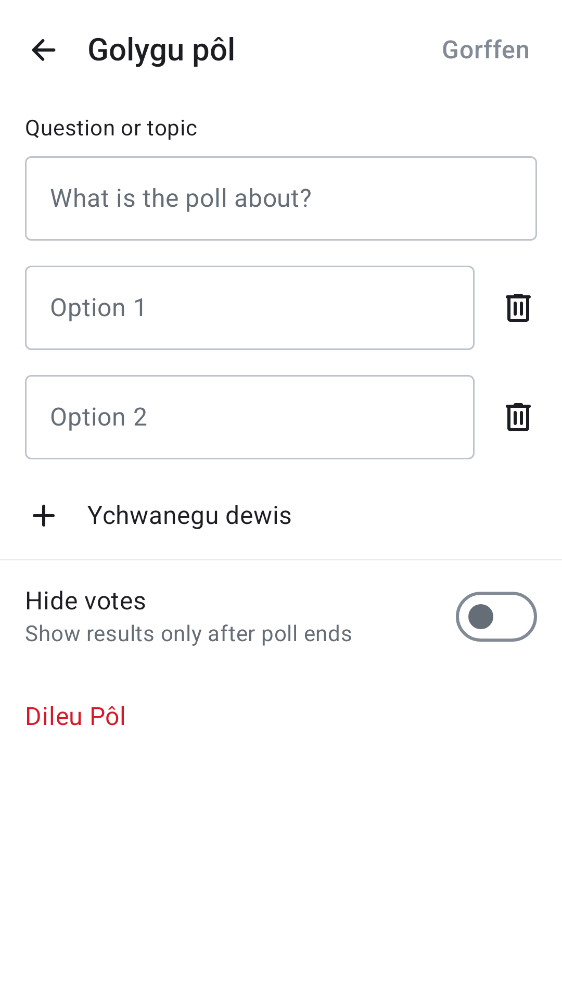 Golygu pôl
Gorffen
Question or topic
What is the poll about?
Option 1
Option 2
Ychwanegu dewis
Hide votes
Show results only after poll ends
Dileu Pôl